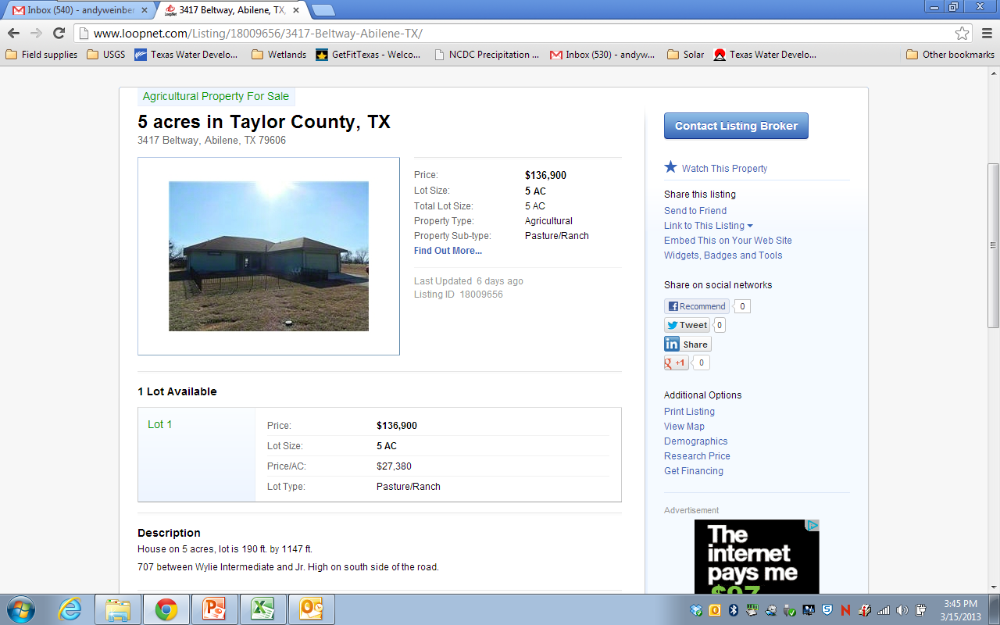 Inbox (540) - andyweinber
3417 Beltway, Abilene, TX,
www.loopnet.com/Listing/18009656/3417-Beltway-Abilene-TX/
Field supplies
USGS
Texas Water Develo...
Wetlands
GetFitTexas - Welco...
NCDC Precipitation ...
Inbox (530) - andyw...
Solar
Texas Water Develo...
Other bookmarks
Agricultural Property For Sale
5 acres in Taylor County, TX
3417 Beltway, Abilene, TX 79606
Price: $136,900
Lot Size: 5 AC
Total Lot Size: 5 AC
Property Type: Agricultural
Property Sub-type: Pasture/Ranch
Find Out More...
Last Updated 6 days ago
Listing ID 18009656
1 Lot Available
Lot 1
Price: $136,900
Lot Size: 5 AC
Price/AC: $27,380
Lot Type: Pasture/Ranch
Description
House on 5 acres, lot is 190 ft. by 1147 ft.
707 between Wylie Intermediate and Jr. High on south side of the road.
Contact Listing Broker
Watch This Property
Share this listing
Send to Friend
Link to This Listing
Embed This on Your Web Site
Widgets, Badges and Tools
Share on social networks
Recommend 0
Tweet 0
in Share
g +1 0
Additional Options
Print Listing
View Map
Demographics
Research Price
Get Financing
Advertisement
The
internet
pays me
3:45 PM
3/15/2013